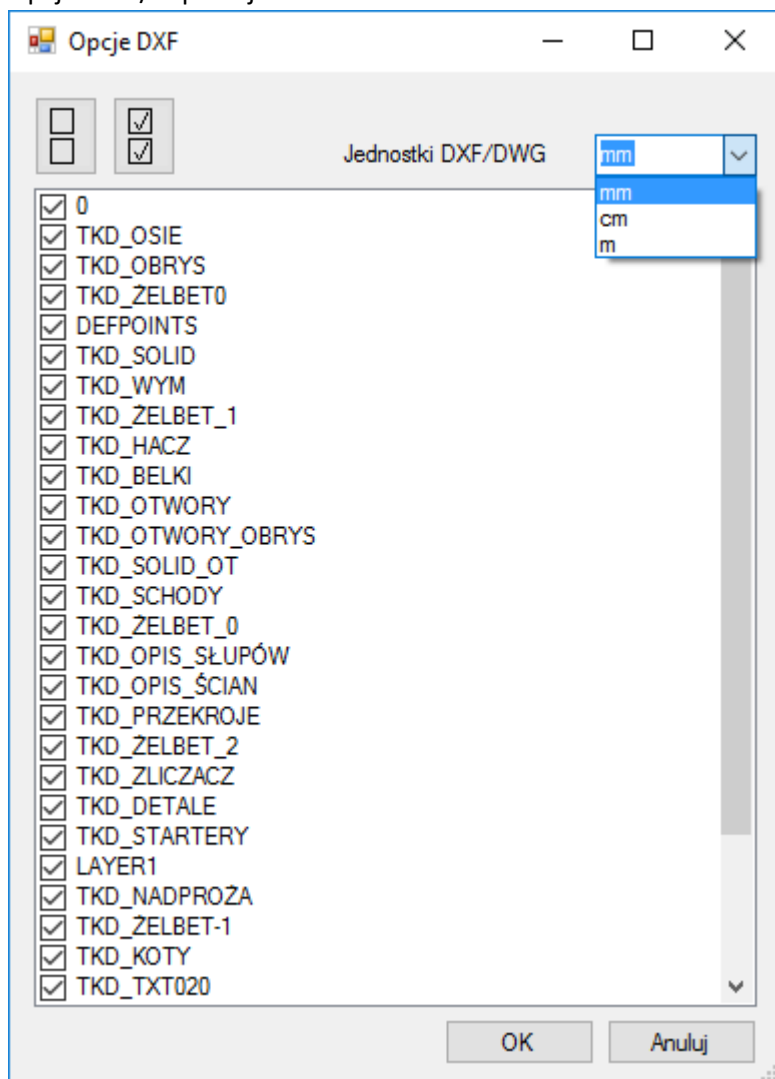 Opcje DXF
Jednostki DXF/DWG
mm
mm
cm
m
0
TKD_OSIE
TKD_OBRYS
TKD_ŻELBET0
DEFPOINTS
TKD_SOLID
TKD_WYM
TKD_ŻELBET_1
TKD_HACZ
TKD_BELKI
TKD_OTWORY
TKD_OTWORY_OBRYS
TKD_SOLID_OT
TKD_SCHODY
TKD_ŻELBET_0
TKD_OPIS_SŁUPÓW
TKD_OPIS_ŚCIAN
TKD_PRZEKROJE
TKD_ŻELBET_2
TKD_ZLICZACZ
TKD_DETALE
TKD_STARTERY
LAYER1
TKD_NADPROŻA
TKD_ŻELBET-1
TKD_KOTY
TKD_TXT020
OK Anuluj